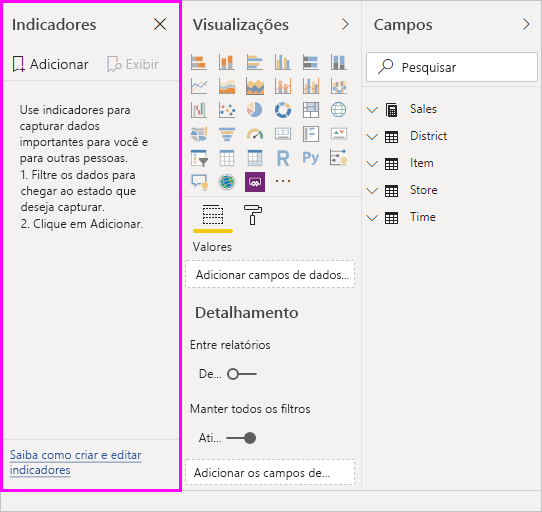 Indicadores
Adicionar
Exibir
Use indicadores para
capturar dados
importantes para você e
para outras pessoas.
1. Filtre os dados para
chegar ao estado que
deseja capturar.
2. Clique em Adicionar.
Saiba como criar e editar
indicadores
Visualizações
123
R
Py
Valores
Adicionar campos de dados...
Detalhamento
Entre relatórios
De...
Manter todos os filtros
Ati...
Adicionar os campos de...
Campos
Pesquisar
Sales
District
Item
Store
Time